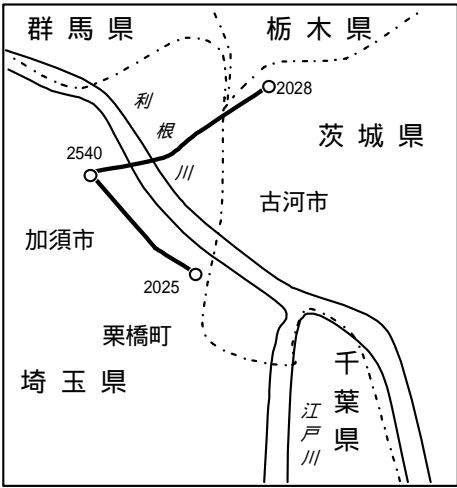 群馬県
栃木県
2028
利根川
茨城県
2540
古河市
加須市
2025
栗橋町
埼玉県
千葉県
江戸川